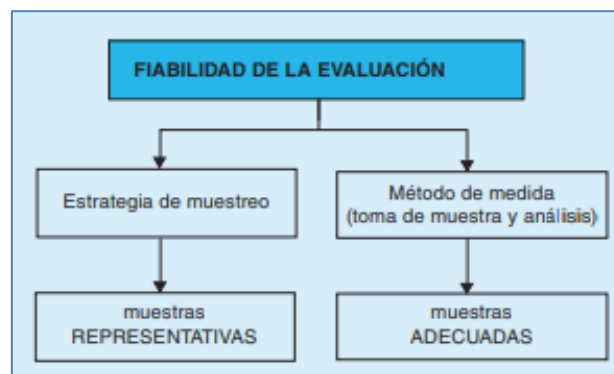 FIABILIDAD DE LA EVALUACIÓN
Estrategia de muestreo
Método de medida
(toma de muestra y análisis)
muestras
REPRESENTATIVAS
muestras
ADECUADAS